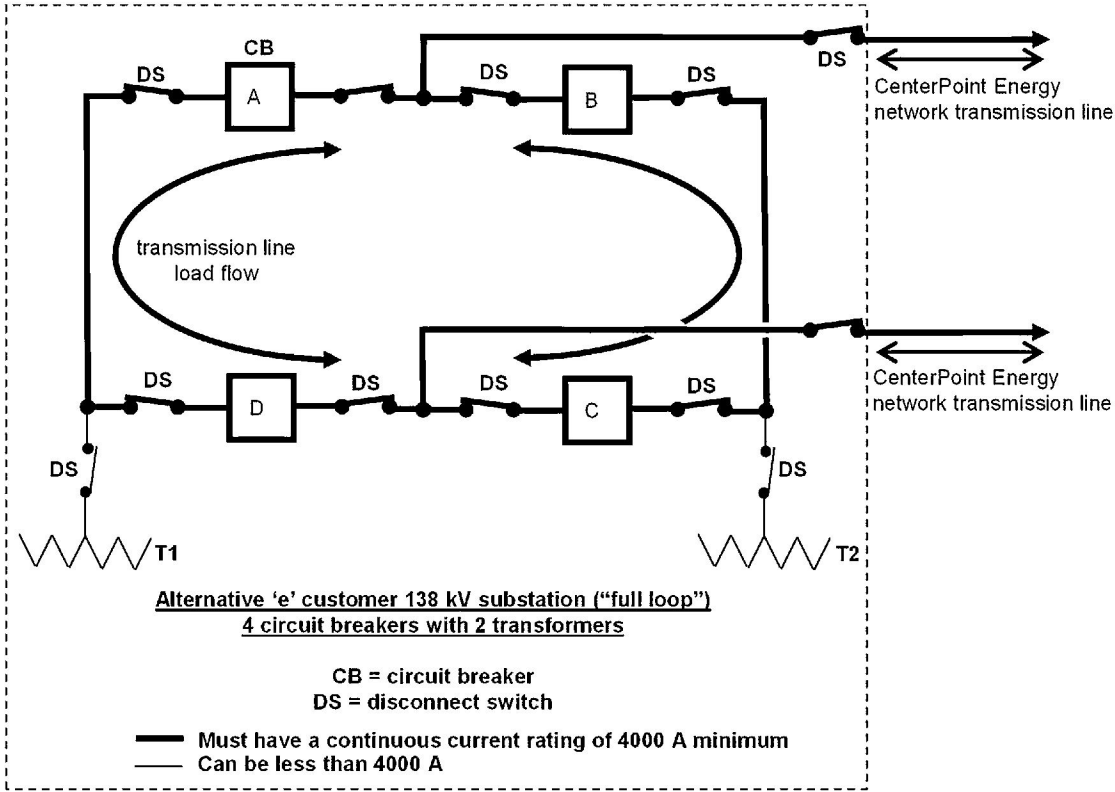 CB
DS
DS
DS
DS
A
B
CenterPoint Energy
network transmission line
transmission line
load flow
DS
DS
DS
DS
D
C
CenterPoint Energy
network transmission line
DS
DS
T1
T2
Alternative ‘e’ customer 138 kV substation (“full loop”)
4 circuit breakers with 2 transformers
CB = circuit breaker
DS = disconnect switch
Must have a continuous current rating of 4000 A minimum
Can be less than 4000 A